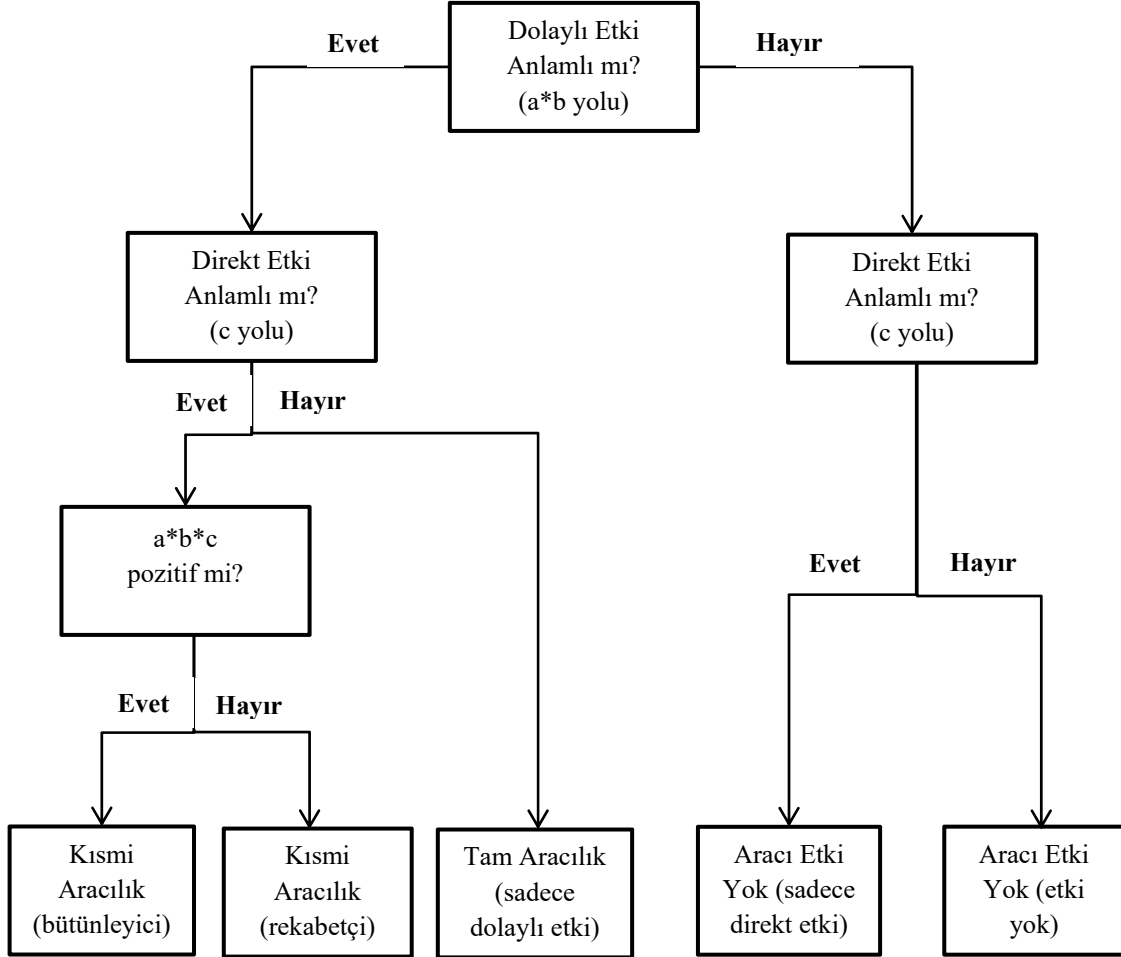 Evet
Dolaylı Etki
Anlamlı mı?
(a*b yolu)
Hayır
Direkt Etki
Anlamlı mı?
(c yolu)
Direkt Etki
Anlamlı mı?
(c yolu)
Evet
Hayır
a*b*c
pozitif mi?
Evet
Hayır
Evet
Hayır
Kısmi
Aracılık
(bütünleyici)
Kısmi
Aracılık
(rekabetçi)
Tam Aracılık
(sadece
dolaylı etki)
Aracı Etki
Yok (sadece
direkt etki)
Aracı Etki
Yok (etki
yok)